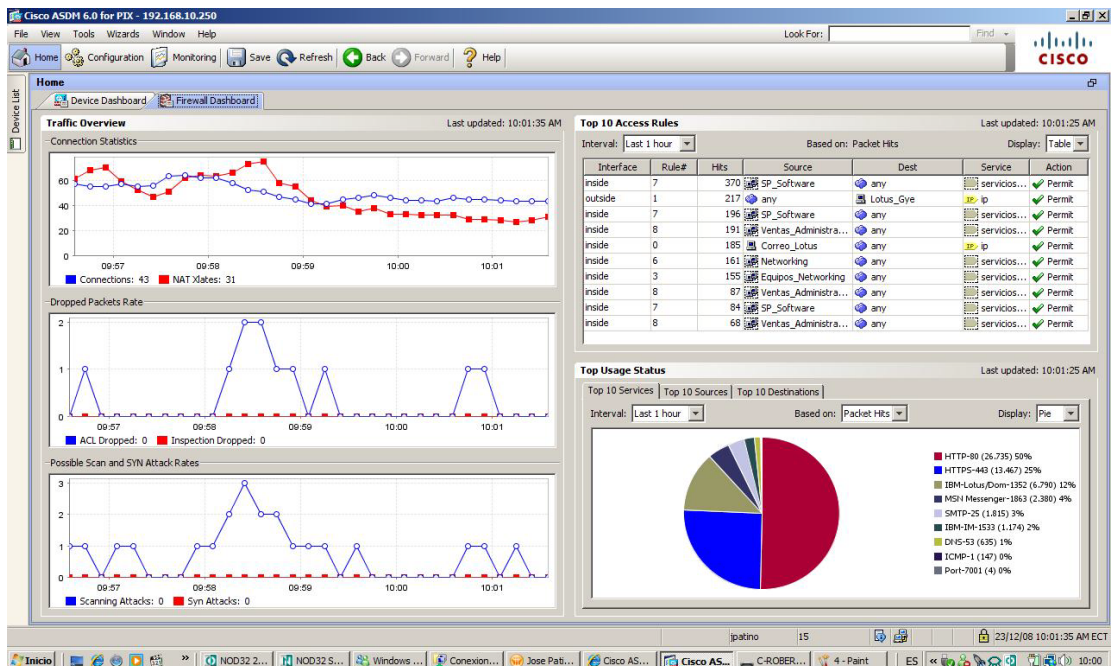 Cisco ASDM 6.0 for PIX - 192.168.10.250
File View Tools Wizards Window Help Look For: Find
Home Configuration Monitoring Save Refresh Back Forward Help
CISCO
Device List
Home
Device Dashboard Firewall Dashboard
Traffic Overview Last updated: 10:01:35 AM
Connection Statistics
60
40
20
0
09:57 09:58 09:59 10:00 10:01
Connections: 43 NAT Xlates: 31
Dropped Packets Rate
2
1
0
09:57 09:58 09:59 10:00 10:01
ACL Dropped: 0 Inspection Dropped: 0
Possible Scan and SYN Attack Rates
3
2
1
0
09:57 09:58 09:59 10:00 10:01
Scanning Attacks: 0 Syn Attacks: 0
Top 10 Access Rules Last updated: 10:01:25 AM
Interval: Last 1 hour Based on: Packet Hits Display: Table
Interface Rule# Hits Source Dest Service Action
inside 7 370 SP_Software any servicios... Permit
outside 1 217 any Lotus_Gye IP ip Permit
inside 7 196 SP_Software any servicios... Permit
inside 8 191 Ventas_Administra... any servicios... Permit
inside 0 185 Correo_Lotus any IP ip Permit
inside 6 161 Networking any servicios... Permit
inside 3 155 Equipos_Networking any servicios... Permit
inside 8 87 Ventas_Administra... any servicios... Permit
inside 7 84 SP_Software any servicios... Permit
inside 8 68 Ventas_Administra... any servicios... Permit
Top Usage Status Last updated: 10:01:25 AM
Top 10 Services Top 10 Sources Top 10 Destinations
Interval: Last 1 hour Based on: Packet Hits Display: Pie
HTTP-80 (26.735) 50%
HTTPS-443 (13.467) 25%
IBM-Lotus/Dom-1352 (6.790) 12%
MSN Messenger-1863 (2.380) 4%
SMTP-25 (1.815) 3%
IBM-IM-1533 (1.174) 2%
DNS-53 (635) 1%
ICMP-1 (147) 0%
Port-7001 (4) 0%
jpatino 15 23/12/08 10:01:35 AM ECT
Inicio » NOD32 2... NOD32 S... Windows ... Conexion... Jose Pati... Cisco AS... Cisco AS... C-ROBER... 4 - Paint ES « 10:00